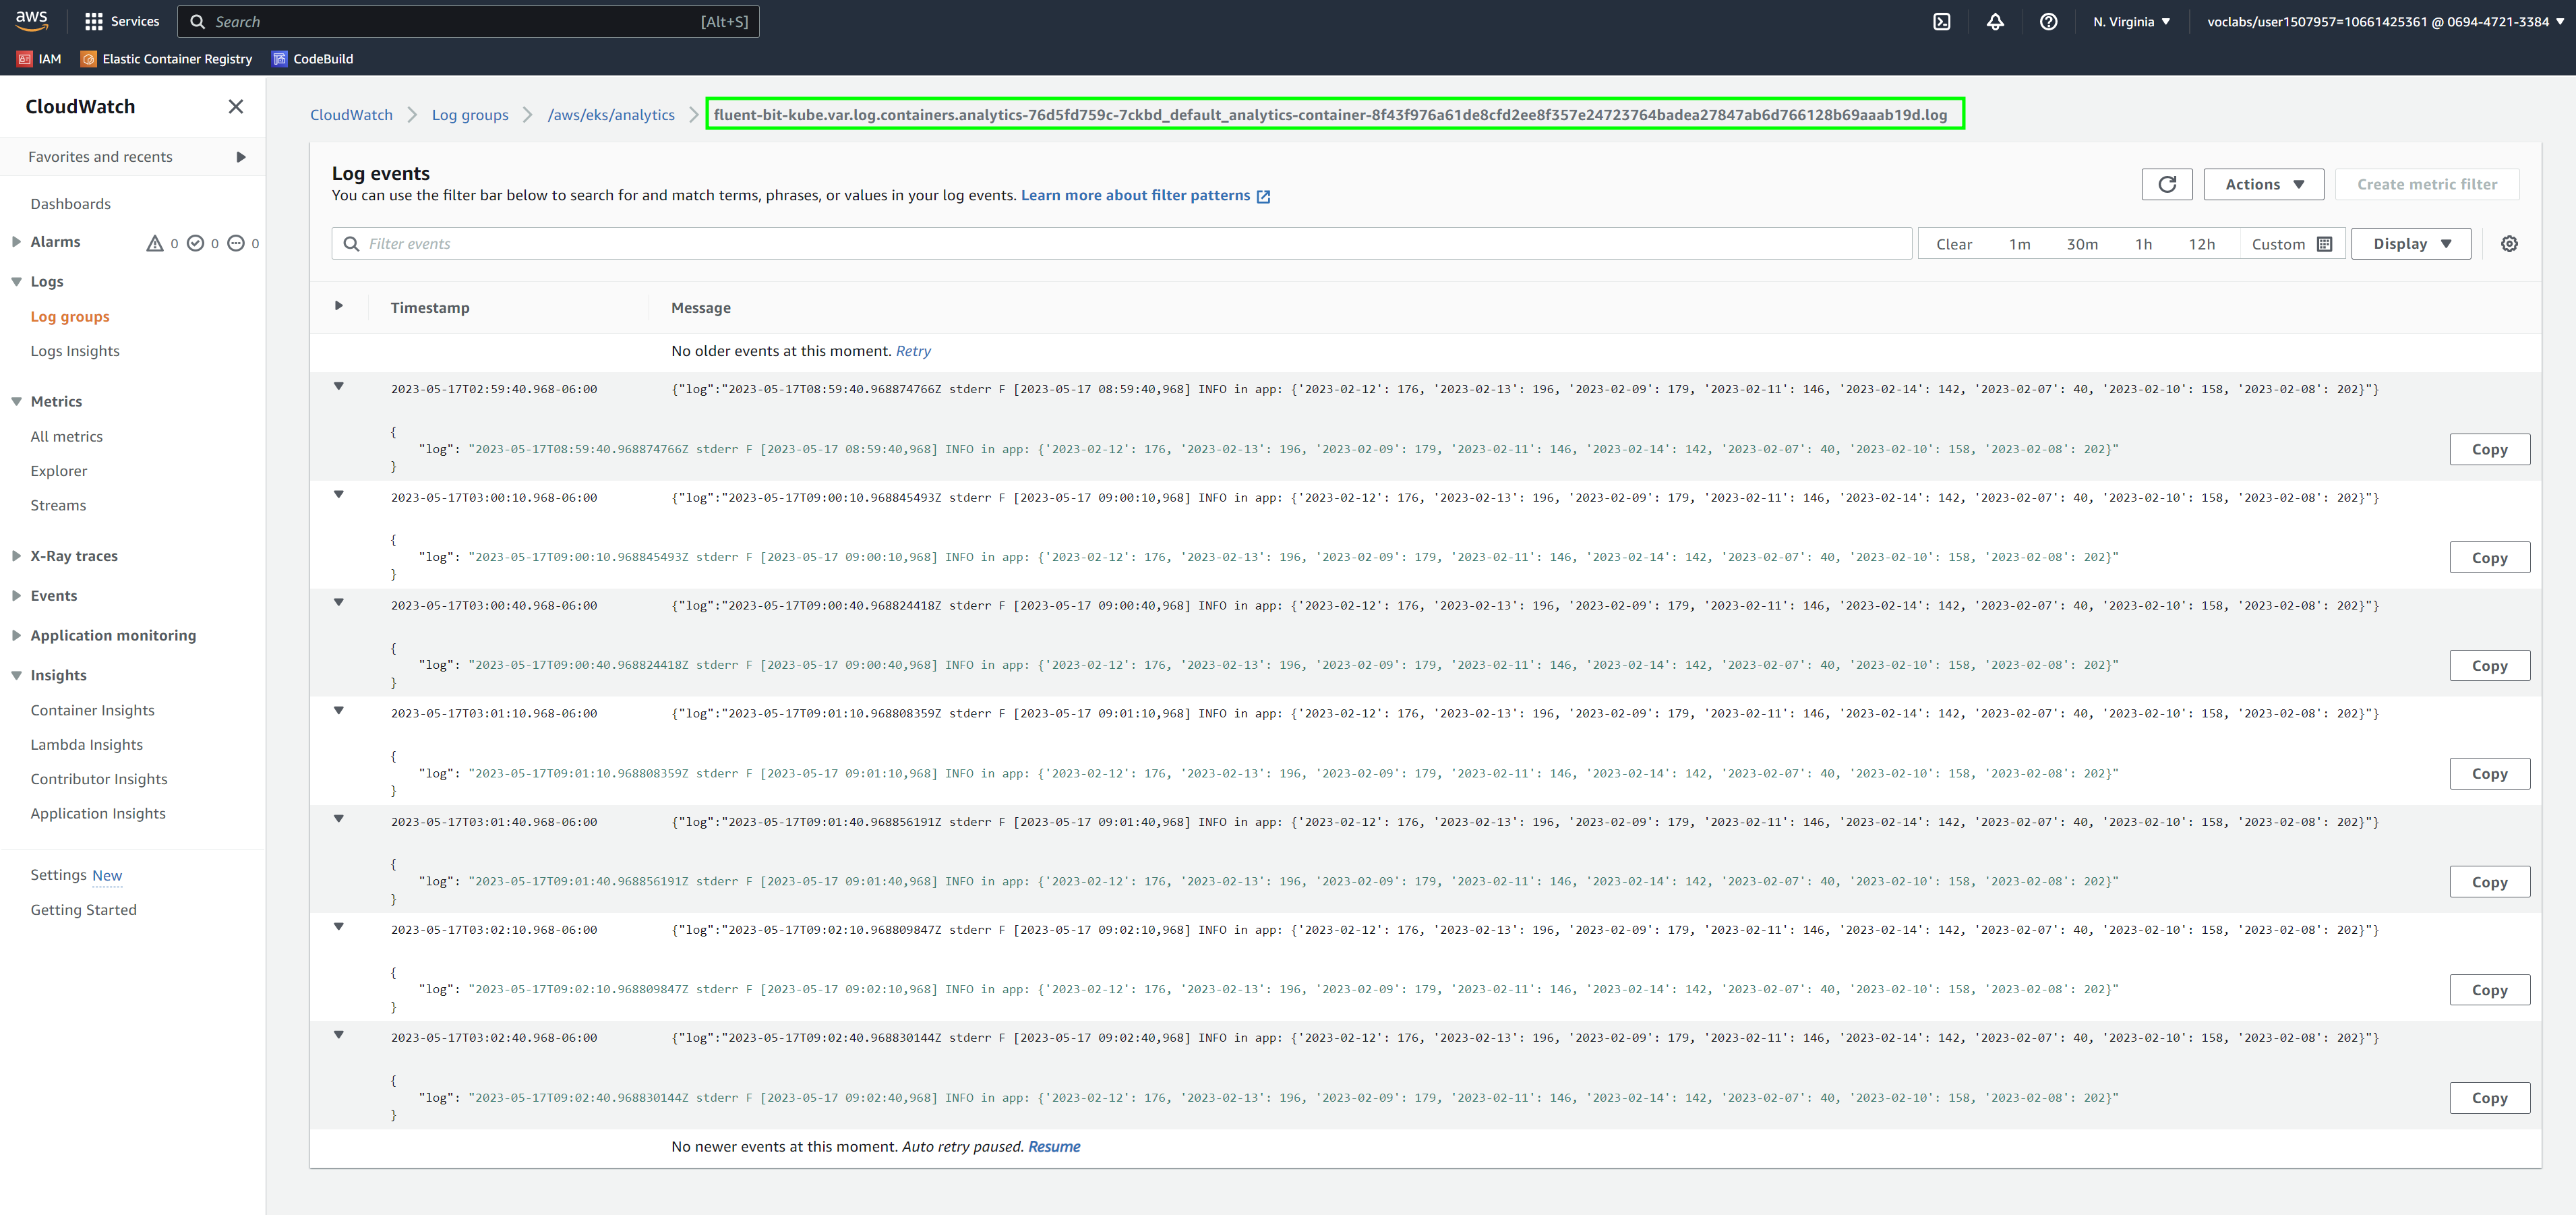 aws Services Search [Alt+S] N. Virginia voclabs/user1507957=10661425361 @ 0694-4721-3384
IAM Elastic Container Registry CodeBuild
CloudWatch
Favorites and recents
Dashboards
Alarms 0 0 0
Logs
Log groups
Logs Insights
Metrics
All metrics
Explorer
Streams
X-Ray traces
Events
Application monitoring
Insights
Container Insights
Lambda Insights
Contributor Insights
Application Insights
Settings New
Getting Started
CloudWatch Log groups /aws/eks/analytics fluent-bit-kube.var.log.containers.analytics-76d5fd759c-7ckbd_default_analytics-container-8f43f976a61de8cfd2ee8f357e24723764badea27847ab6d766128b69aaab19d.log
Log events
You can use the filter bar below to search for and match terms, phrases, or values in your log events. Learn more about filter patterns
Actions Create metric filter
Filter events Clear 1m 30m 1h 12h Custom Display
Timestamp Message
No older events at this moment. Retry
2023-05-17T02:59:40.968-06:00 {"log":"2023-05-17T08:59:40.968874766Z stderr F [2023-05-17 08:59:40,968] INFO in app: {'2023-02-12': 176, '2023-02-13': 196, '2023-02-09': 179, '2023-02-11': 146, '2023-02-14': 142, '2023-02-07': 40, '2023-02-10': 158, '2023-02-08': 202}"}
{
"log": "2023-05-17T08:59:40.968874766Z stderr F [2023-05-17 08:59:40,968] INFO in app: {'2023-02-12': 176, '2023-02-13': 196, '2023-02-09': 179, '2023-02-11': 146, '2023-02-14': 142, '2023-02-07': 40, '2023-02-10': 158, '2023-02-08': 202}" Copy
}
2023-05-17T03:00:10.968-06:00 {"log":"2023-05-17T09:00:10.968845493Z stderr F [2023-05-17 09:00:10,968] INFO in app: {'2023-02-12': 176, '2023-02-13': 196, '2023-02-09': 179, '2023-02-11': 146, '2023-02-14': 142, '2023-02-07': 40, '2023-02-10': 158, '2023-02-08': 202}"}
{
"log": "2023-05-17T09:00:10.968845493Z stderr F [2023-05-17 09:00:10,968] INFO in app: {'2023-02-12': 176, '2023-02-13': 196, '2023-02-09': 179, '2023-02-11': 146, '2023-02-14': 142, '2023-02-07': 40, '2023-02-10': 158, '2023-02-08': 202}" Copy
}
2023-05-17T03:00:40.968-06:00 {"log":"2023-05-17T09:00:40.968824418Z stderr F [2023-05-17 09:00:40,968] INFO in app: {'2023-02-12': 176, '2023-02-13': 196, '2023-02-09': 179, '2023-02-11': 146, '2023-02-14': 142, '2023-02-07': 40, '2023-02-10': 158, '2023-02-08': 202}"}
{
"log": "2023-05-17T09:00:40.968824418Z stderr F [2023-05-17 09:00:40,968] INFO in app: {'2023-02-12': 176, '2023-02-13': 196, '2023-02-09': 179, '2023-02-11': 146, '2023-02-14': 142, '2023-02-07': 40, '2023-02-10': 158, '2023-02-08': 202}" Copy
}
2023-05-17T03:01:10.968-06:00 {"log":"2023-05-17T09:01:10.968808359Z stderr F [2023-05-17 09:01:10,968] INFO in app: {'2023-02-12': 176, '2023-02-13': 196, '2023-02-09': 179, '2023-02-11': 146, '2023-02-14': 142, '2023-02-07': 40, '2023-02-10': 158, '2023-02-08': 202}"}
{
"log": "2023-05-17T09:01:10.968808359Z stderr F [2023-05-17 09:01:10,968] INFO in app: {'2023-02-12': 176, '2023-02-13': 196, '2023-02-09': 179, '2023-02-11': 146, '2023-02-14': 142, '2023-02-07': 40, '2023-02-10': 158, '2023-02-08': 202}" Copy
}
2023-05-17T03:01:40.968-06:00 {"log":"2023-05-17T09:01:40.968856191Z stderr F [2023-05-17 09:01:40,968] INFO in app: {'2023-02-12': 176, '2023-02-13': 196, '2023-02-09': 179, '2023-02-11': 146, '2023-02-14': 142, '2023-02-07': 40, '2023-02-10': 158, '2023-02-08': 202}"}
{
"log": "2023-05-17T09:01:40.968856191Z stderr F [2023-05-17 09:01:40,968] INFO in app: {'2023-02-12': 176, '2023-02-13': 196, '2023-02-09': 179, '2023-02-11': 146, '2023-02-14': 142, '2023-02-07': 40, '2023-02-10': 158, '2023-02-08': 202}" Copy
}
2023-05-17T03:02:10.968-06:00 {"log":"2023-05-17T09:02:10.968809847Z stderr F [2023-05-17 09:02:10,968] INFO in app: {'2023-02-12': 176, '2023-02-13': 196, '2023-02-09': 179, '2023-02-11': 146, '2023-02-14': 142, '2023-02-07': 40, '2023-02-10': 158, '2023-02-08': 202}"}
{
"log": "2023-05-17T09:02:10.968809847Z stderr F [2023-05-17 09:02:10,968] INFO in app: {'2023-02-12': 176, '2023-02-13': 196, '2023-02-09': 179, '2023-02-11': 146, '2023-02-14': 142, '2023-02-07': 40, '2023-02-10': 158, '2023-02-08': 202}" Copy
}
2023-05-17T03:02:40.968-06:00 {"log":"2023-05-17T09:02:40.968830144Z stderr F [2023-05-17 09:02:40,968] INFO in app: {'2023-02-12': 176, '2023-02-13': 196, '2023-02-09': 179, '2023-02-11': 146, '2023-02-14': 142, '2023-02-07': 40, '2023-02-10': 158, '2023-02-08': 202}"}
{
"log": "2023-05-17T09:02:40.968830144Z stderr F [2023-05-17 09:02:40,968] INFO in app: {'2023-02-12': 176, '2023-02-13': 196, '2023-02-09': 179, '2023-02-11': 146, '2023-02-14': 142, '2023-02-07': 40, '2023-02-10': 158, '2023-02-08': 202}" Copy
}
No newer events at this moment. Auto retry paused. Resume